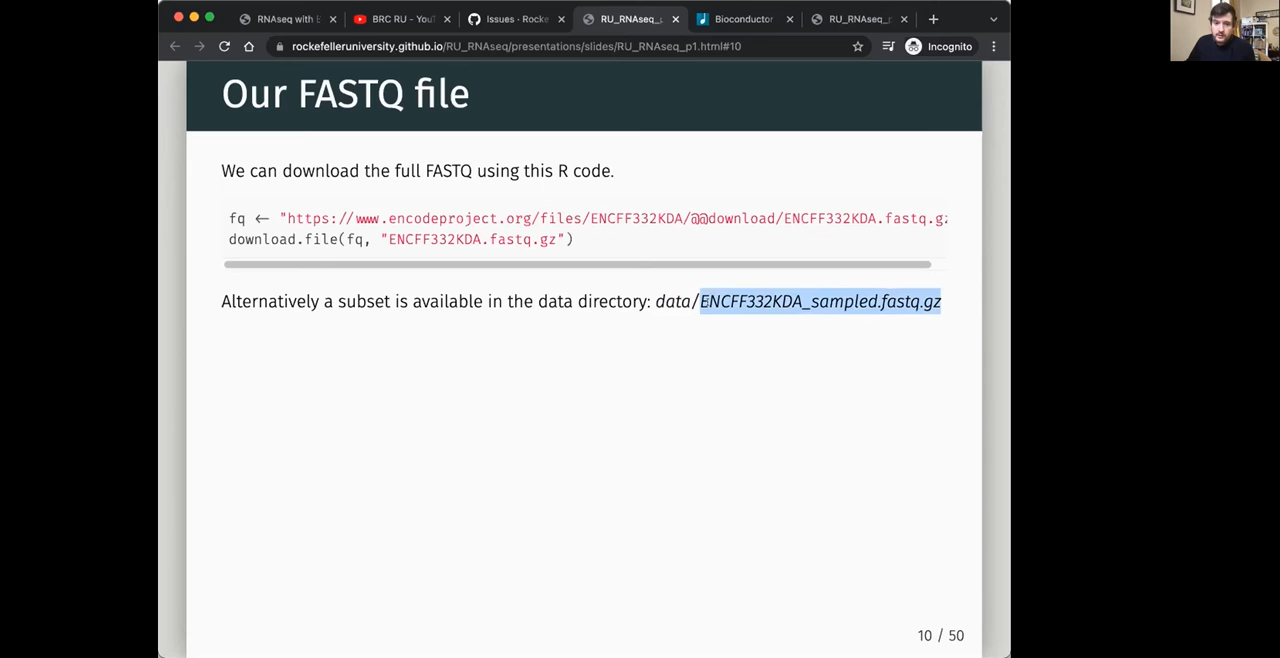 RNAseq with
BRC RU - YouT
Issues · Rocke
RU_RNAseq_
Bioconductor
RU_RNAseq_
rockefelleruniversity.github.io/RU_RNAseq/presentations/slides/RU_RNAseq_p1.html#10
Incognito
Our FASTQ file
We can download the full FASTQ using this R code.
fq <- "https://www.encodeproject.org/files/ENCFF332KDA/@@download/ENCFF332KDA.fastq.g
download.file(fq, "ENCFF332KDA.fastq.gz")
Alternatively a subset is available in the data directory: data/ENCFF332KDA_sampled.fastq.gz
10 / 50